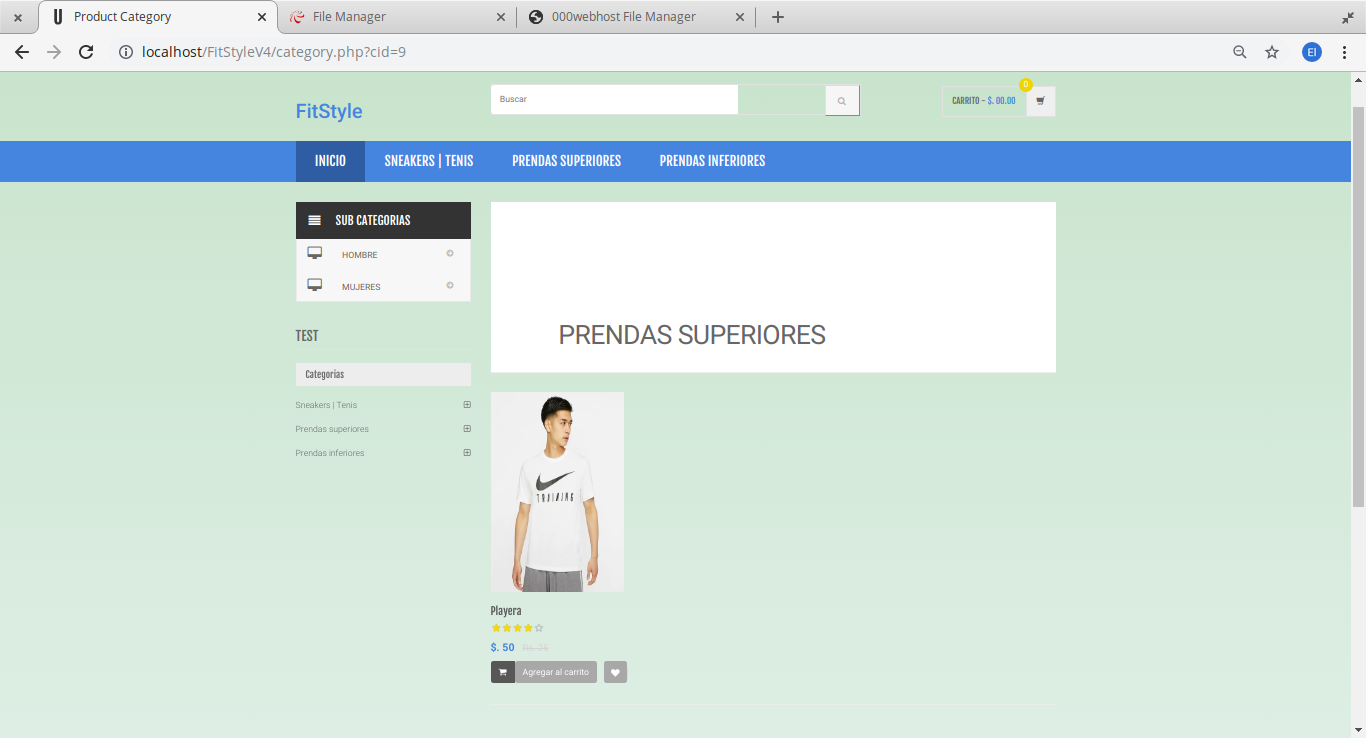 Product Category
File Manager
000webhost File Manager
localhost/FitStyleV4/category.php?cid=9
EI
FitStyle
Buscar
CARRITO - $. 00.00
0
INICIO
SNEAKERS | TENIS
PRENDAS SUPERIORES
PRENDAS INFERIORES
SUB CATEGORIAS
HOMBRE
MUJERES
TEST
Categorias
Sneakers | Tenis
Prendas superiores
Prendas inferiores
PRENDAS SUPERIORES
TRAINING
Playera
$. 50 Rs. 25
Agregar al carrito